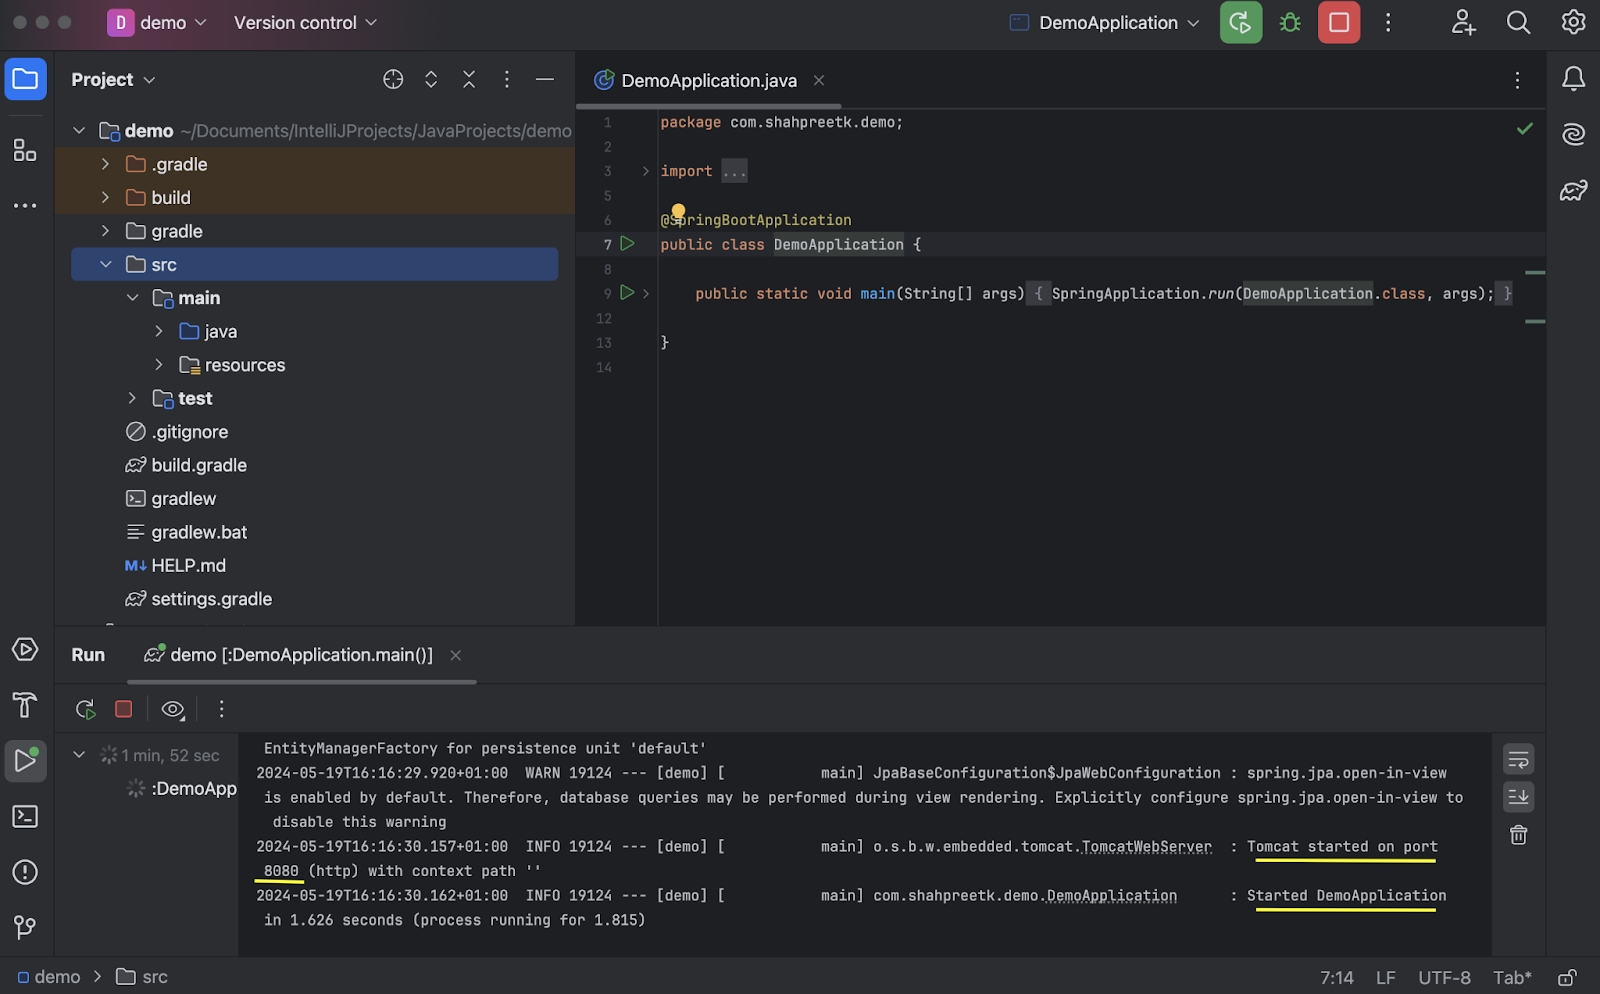 D demo Version control DemoApplication
Project
DemoApplication.java
demo ~/Documents/IntelliJProjects/JavaProjects/demo
.gradle
build
gradle
src
main
java
resources
test
.gitignore
build.gradle
gradlew
gradlew.bat
M↓ HELP.md
settings.gradle
1 package com.shahpreetk.demo;
2
3 import ...
5
6 @SpringBootApplication
7 public class DemoApplication {
8
9 public static void main(String[] args) { SpringApplication.run(DemoApplication.class, args); }
12
13 }
14
Run demo [:DemoApplication.main()]
1 min, 52 sec
:DemoApp
EntityManagerFactory for persistence unit 'default'
2024-05-19T16:16:29.920+01:00 WARN 19124 --- [demo] [ main] JpaBaseConfiguration$JpaWebConfiguration : spring.jpa.open-in-view
is enabled by default. Therefore, database queries may be performed during view rendering. Explicitly configure spring.jpa.open-in-view to
disable this warning
2024-05-19T16:16:30.157+01:00 INFO 19124 --- [demo] [ main] o.s.b.w.embedded.tomcat.TomcatWebServer : Tomcat started on port
8080 (http) with context path ''
2024-05-19T16:16:30.162+01:00 INFO 19124 --- [demo] [ main] com.shahpreetk.demo.DemoApplication : Started DemoApplication
in 1.626 seconds (process running for 1.815)
demo > src
7:14 LF UTF-8 Tab*